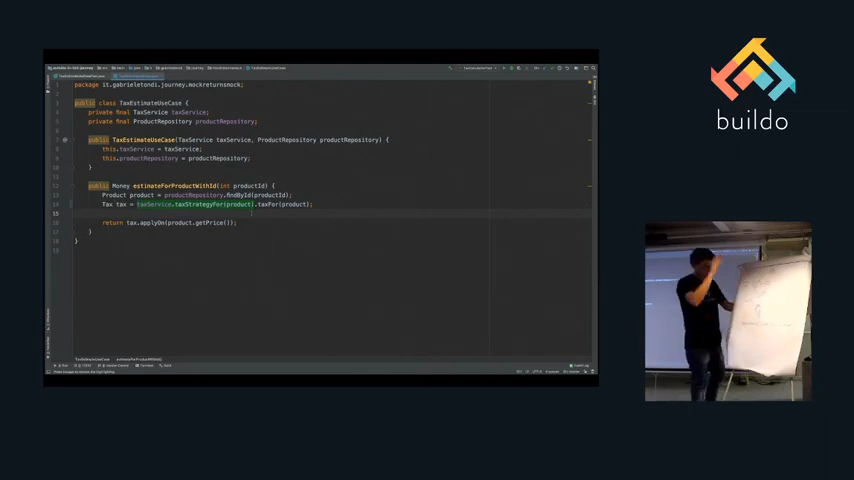 package it.gabrieletondi.journey.mockreturnsmock;
public class TaxEstimateUseCase {
private final TaxService taxService;
private final ProductRepository productRepository;
public TaxEstimateUseCase(TaxService taxService, ProductRepository productRepository) {
this.taxService = taxService;
this.productRepository = productRepository;
}
public Money estimateForProductWithId(int productId) {
Product product = productRepository.findById(productId);
Tax tax = taxService.taxStrategyFor(product).taxFor(product);
return tax.applyOn(product.getPrice());
}
}
buildo